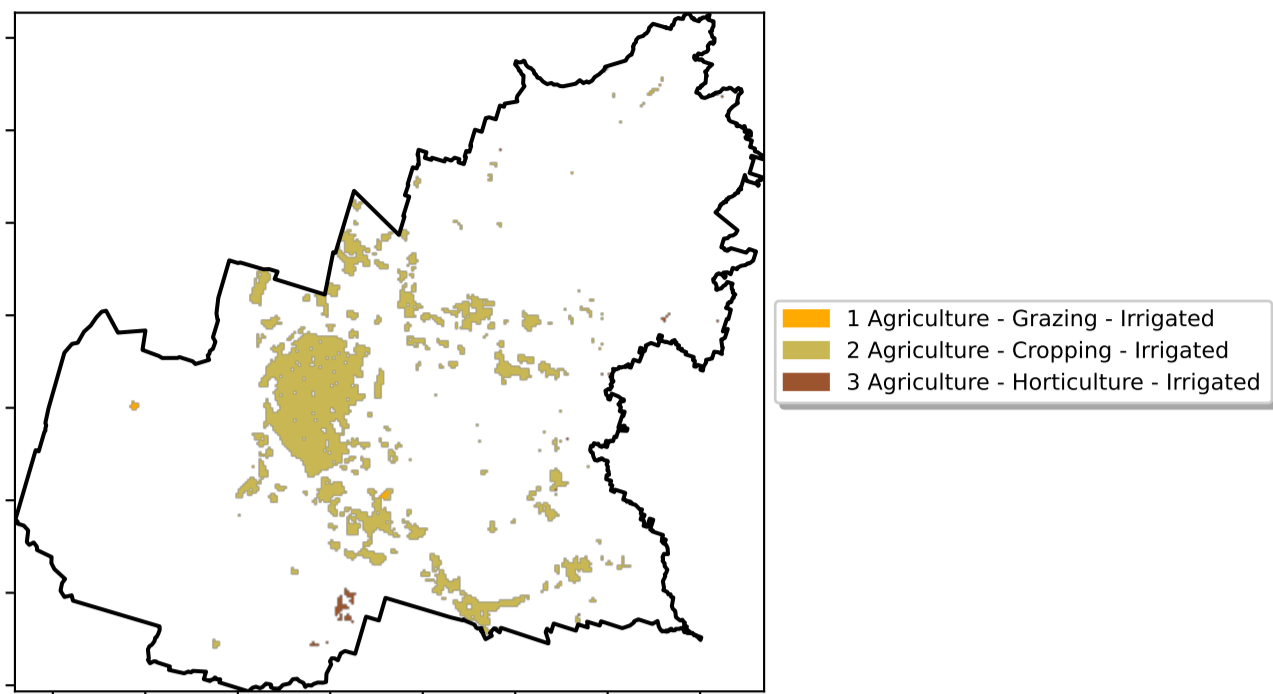 1 Agriculture - Grazing - Irrigated
2 Agriculture - Cropping - Irrigated
3 Agriculture - Horticulture - Irrigated